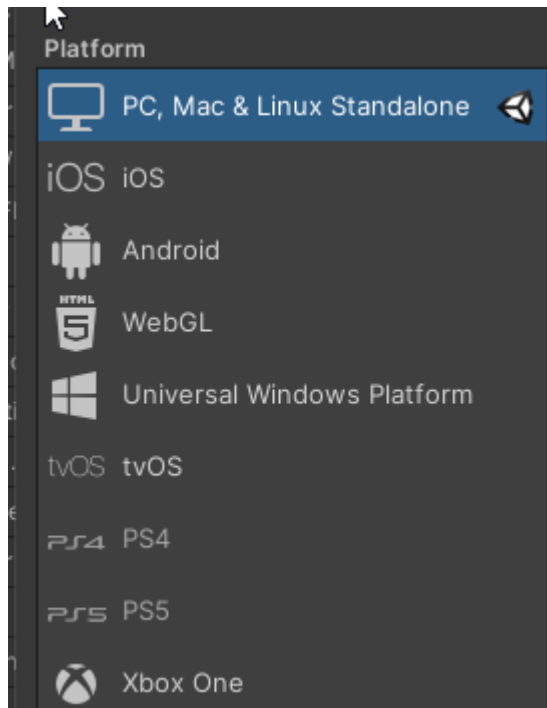 Platform
PC, Mac & Linux Standalone
iOS iOS
Android
HTML
5 WebGL
Universal Windows Platform
tvOS tvOS
PS4 PS4
PS5 PS5
Xbox One